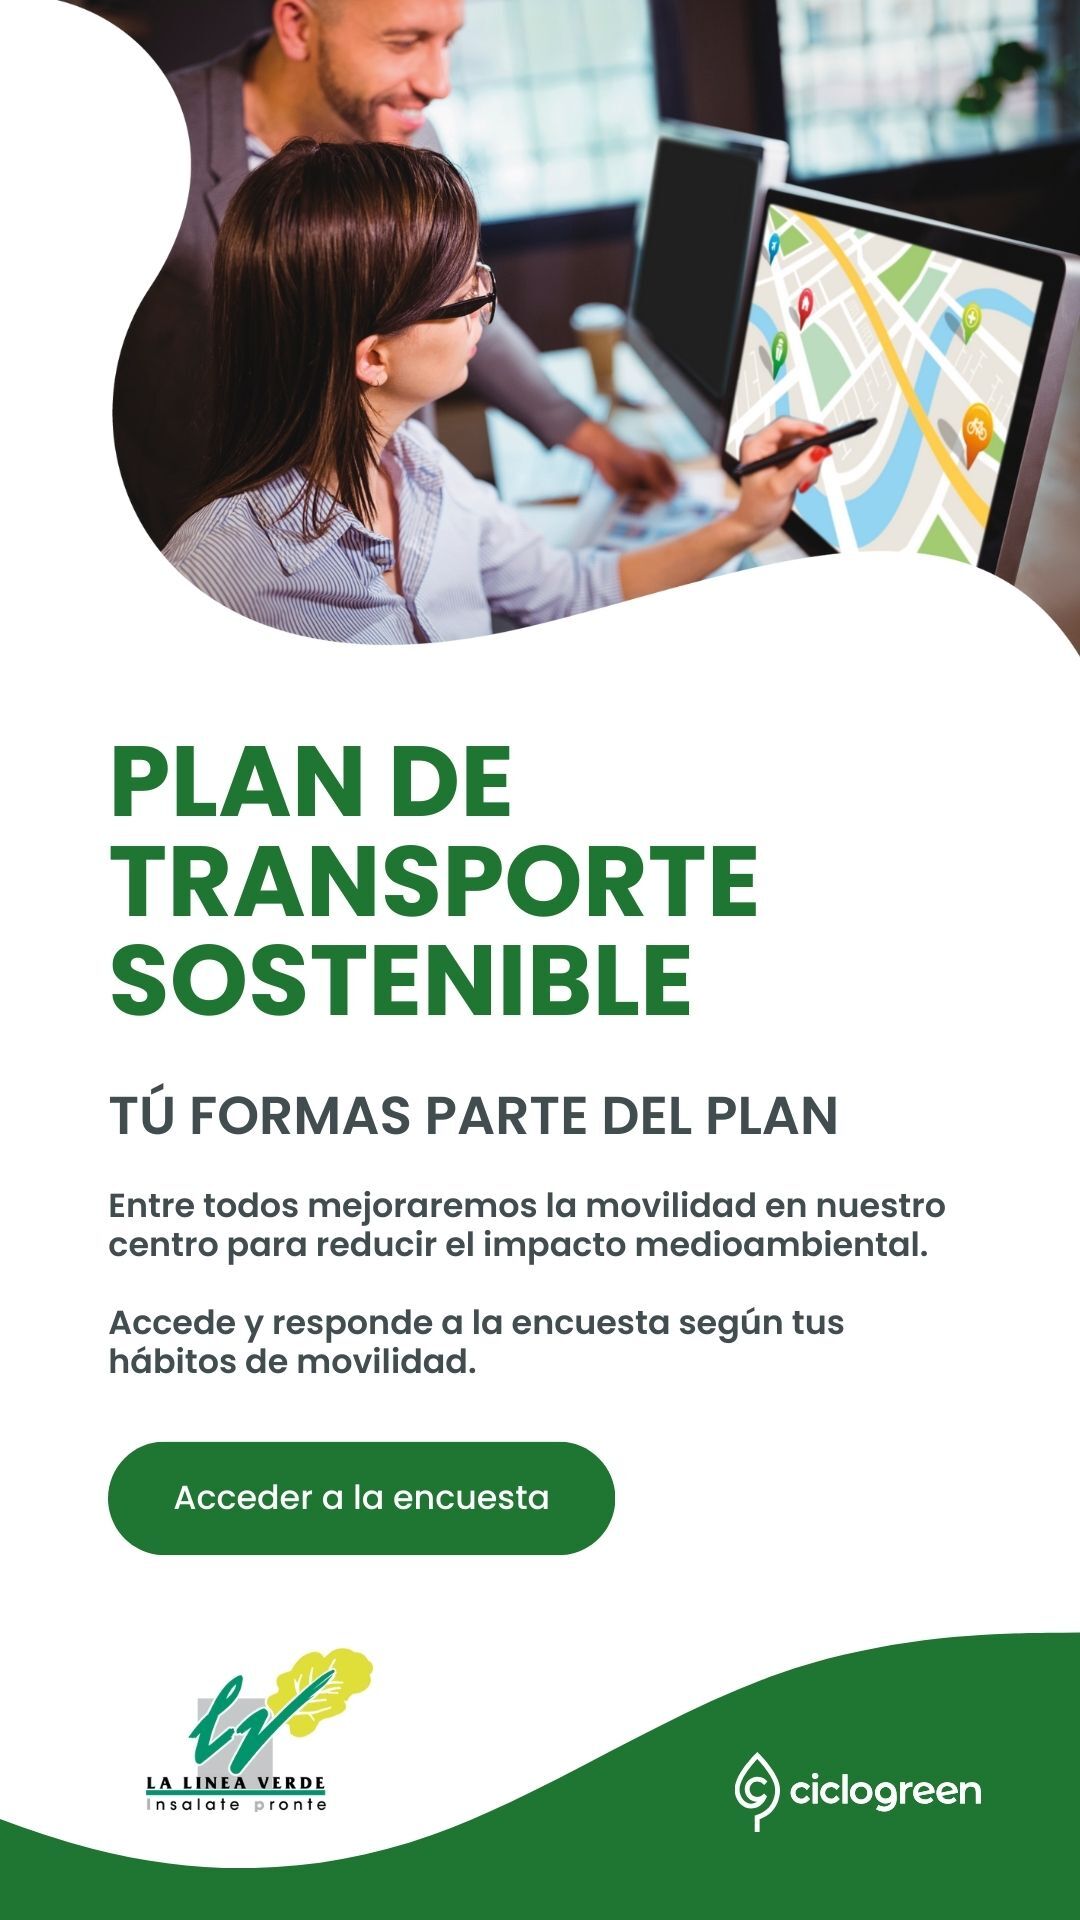 PLAN DE
TRANSPORTE
SOSTENIBLE
TÚ FORMAS PARTE DEL PLAN
Entre todos mejoraremos la movilidad en nuestro
centro para reducir el impacto medioambiental.
Accede y responde a la encuesta según tus
hábitos de movilidad.
Acceder a la encuesta
lv
LA LINEA VERDE
Insalate pronte
ciclogreen